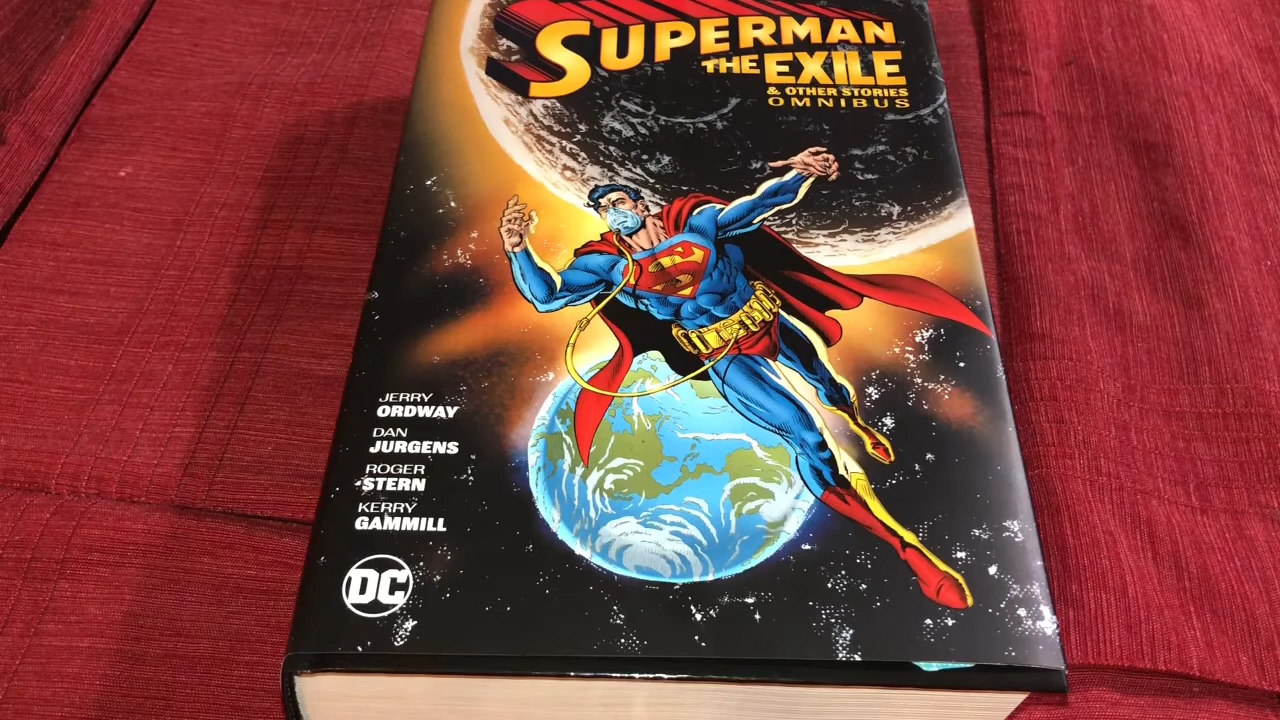 SUPERMAN
THE EXILE
& OTHER STORIES
OMNIBUS
JERRY
ORDWAY
DAN
JURGENS
ROGER
STERN
KERRY
GAMMILL
DC